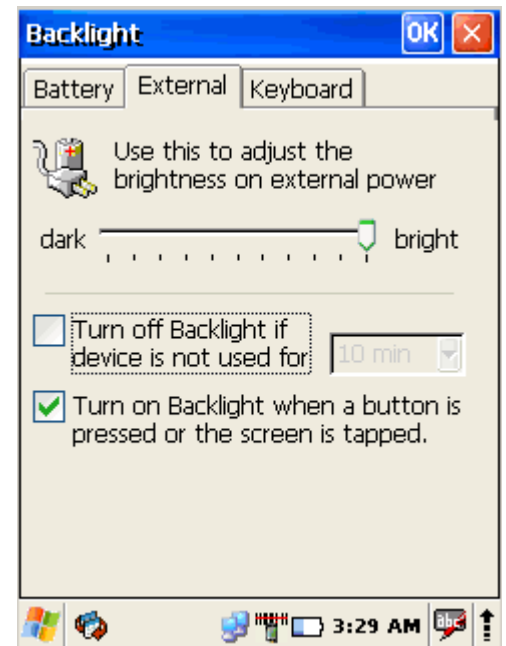 Backlight OK
Battery External Keyboard
Use this to adjust the
brightness on external power
dark bright
Turn off Backlight if
device is not used for 10 min
Turn on Backlight when a button is
pressed or the screen is tapped.
3:29 AM abc